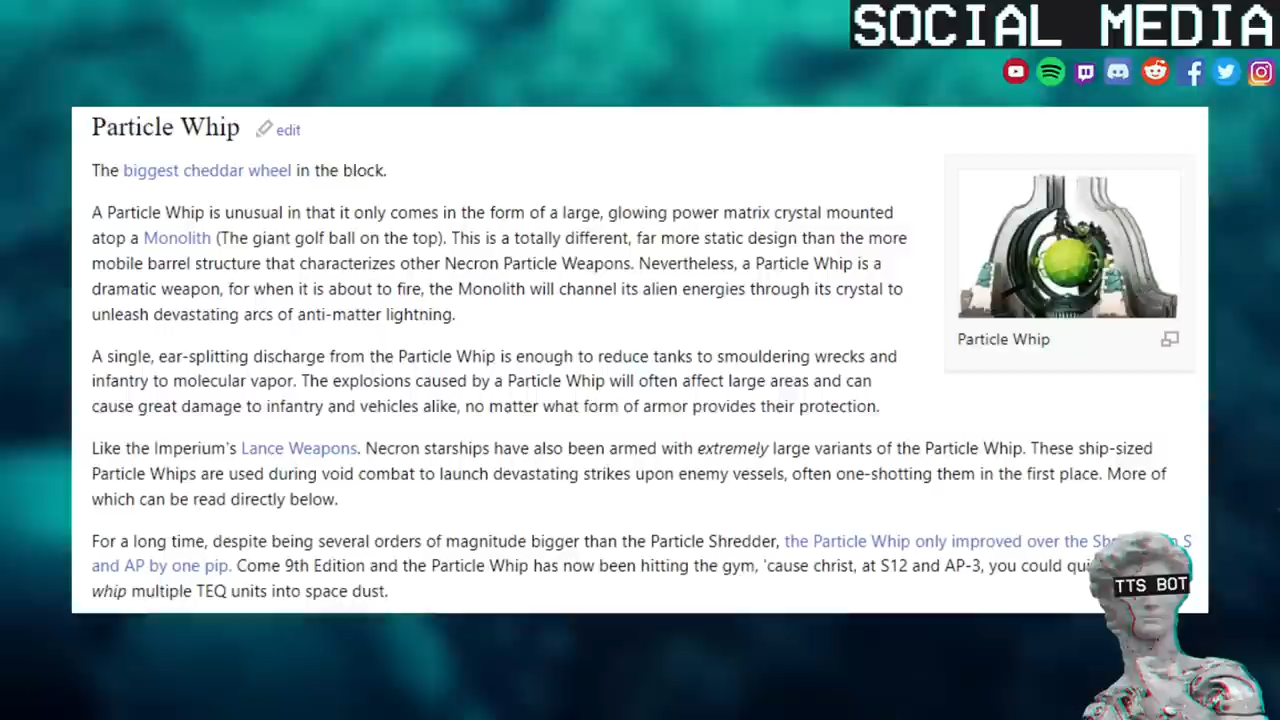 SOCIAL MEDIA
Particle Whip edit
The biggest cheddar wheel in the block.
A Particle Whip is unusual in that it only comes in the form of a large, glowing power matrix crystal mounted
atop a Monolith (The giant golf ball on the top). This is a totally different, far more static design than the more
mobile barrel structure that characterizes other Necron Particle Weapons. Nevertheless, a Particle Whip is a
dramatic weapon, for when it is about to fire, the Monolith will channel its alien energies through its crystal to
unleash devastating arcs of anti-matter lightning.
Particle Whip
A single, ear-splitting discharge from the Particle Whip is enough to reduce tanks to smouldering wrecks and
infantry to molecular vapor. The explosions caused by a Particle Whip will often affect large areas and can
cause great damage to infantry and vehicles alike, no matter what form of armor provides their protection.
Like the Imperium's Lance Weapons. Necron starships have also been armed with extremely large variants of the Particle Whip. These ship-sized
Particle Whips are used during void combat to launch devastating strikes upon enemy vessels, often one-shotting them in the first place. More of
which can be read directly below.
For a long time, despite being several orders of magnitude bigger than the Particle Shredder, the Particle Whip only improved over the S
and AP by one pip. Come 9th Edition and the Particle Whip has now been hitting the gym, 'cause christ, at S12 and AP-3, you could
whip multiple TEQ units into space dust.
TTS BOT